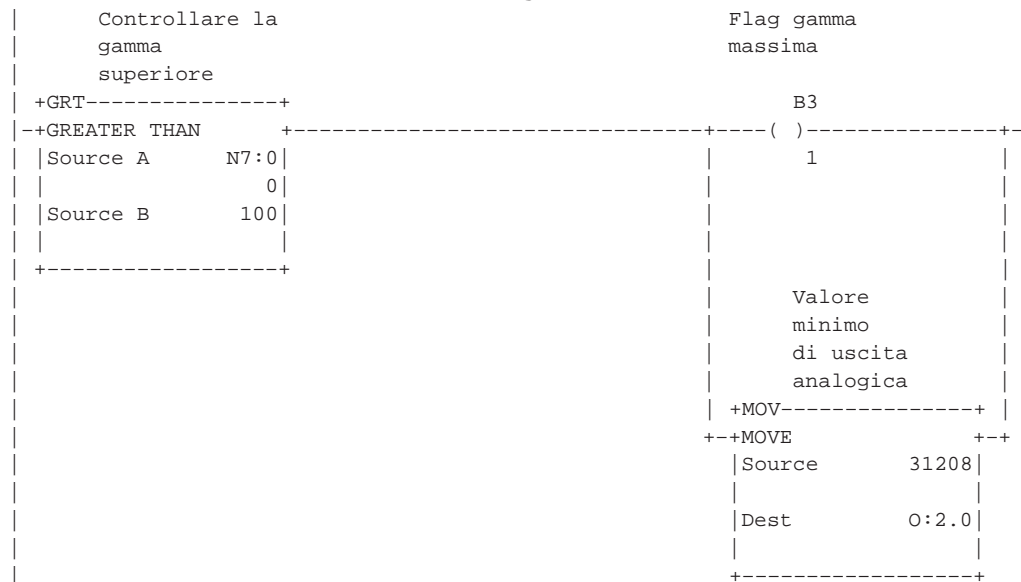 Controllare la gamma superiore
Flag gamma massima
+GRT---------------+ B3
-+GREATER THAN +--------------------------------+----( )---------------+-
|Source A N7:0| | 1 |
| 0|
|Source B 100|
+------------------+
Valore minimo di uscita analogica
+MOV---------------+
+-+MOVE +-+
|Source 31208|
|Dest O:2.0|
+------------------+